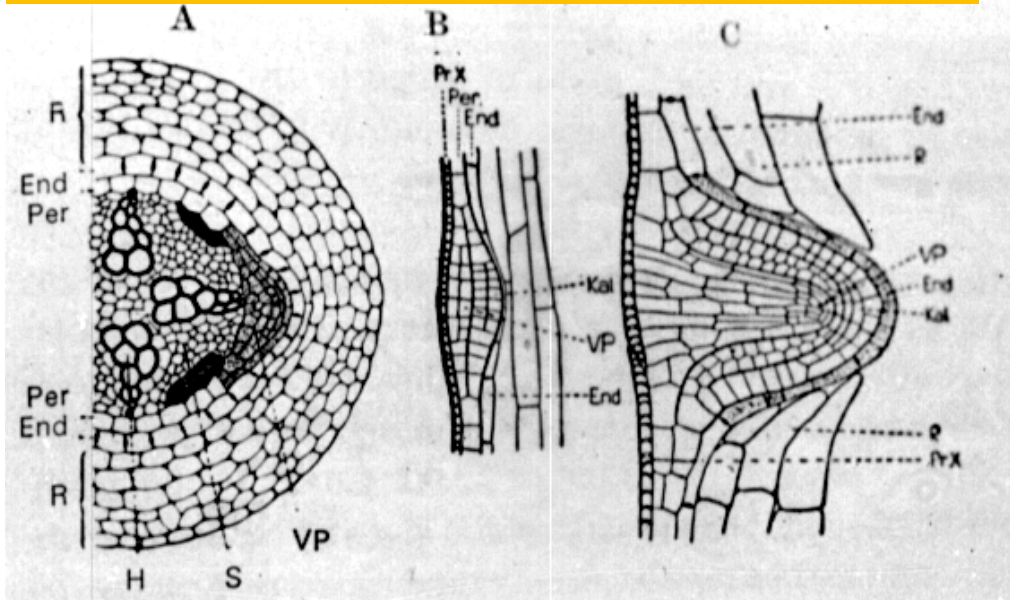 A
R
End
Per
Per
End
R
H
S
VP
B
PrX
Per
End
Kal
VP
End
C
End
R
VP
End
Kal
R
PrX